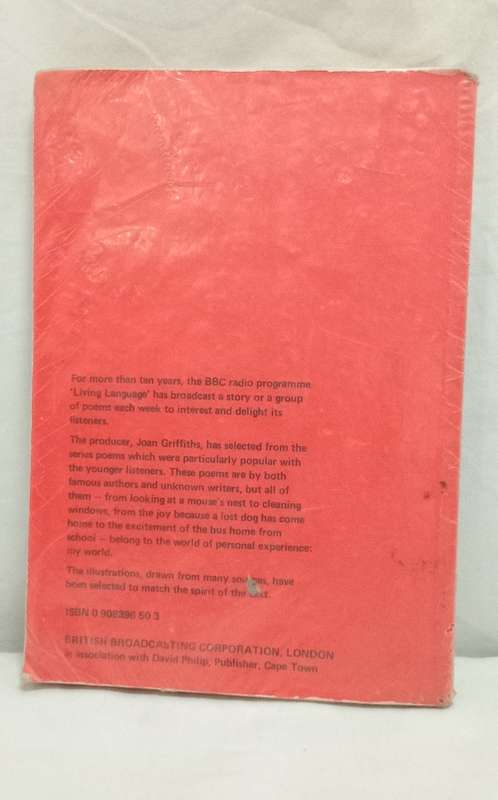 For more than ten years, the BBC radio programme
'Living Language' has broadcast a story or a group
of poems each week to interest and delight its
listeners.
The producer, Joan Griffiths, has selected from the
series poems which were particularly popular with
the younger listeners. These poems are by both
famous authors and unknown writers, but all of
them – from looking at a mouse's nest to cleaning
windows, from the joy because a lost dog has come
home to the excitement of the bus home from
school – belong to the world of personal experience:
my world.
The illustrations, drawn from many sources, have
been selected to match the spirit of the text.
ISBN 0 908396 50 3
BRITISH BROADCASTING CORPORATION, LONDON
in association with David Philip, Publisher, Cape Town